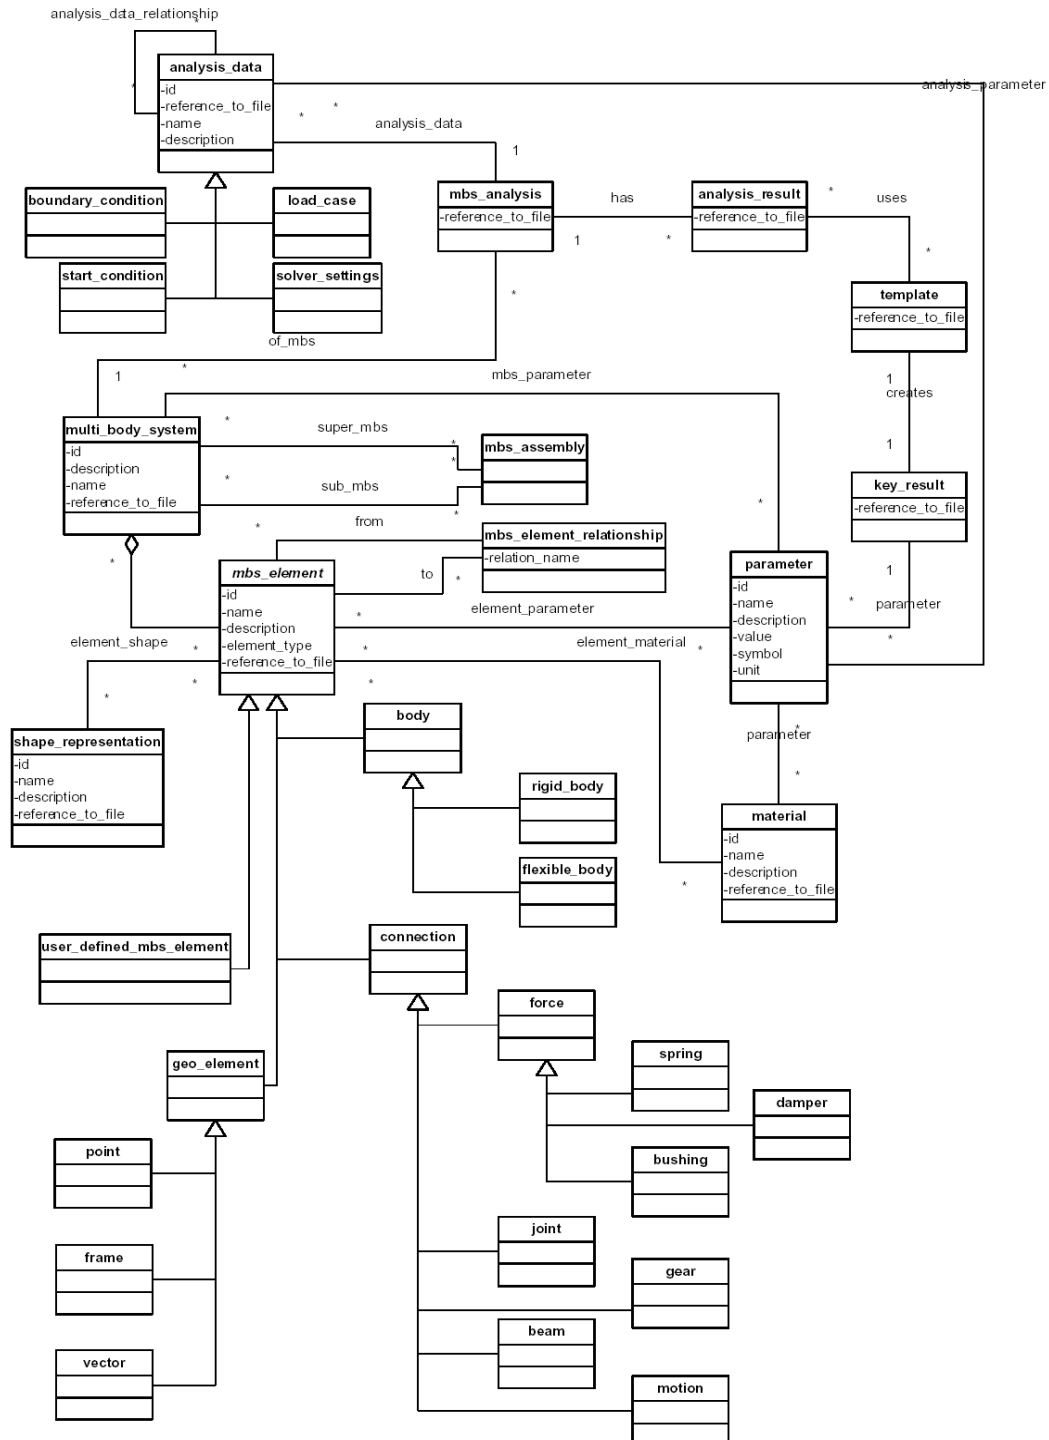 analysis_data_relationship
analysis_data
-id
-reference_to_file
-name
-description
*
*
*
*
analysis_parameter
analysis_data
1
boundary_condition
load_case
start_condition
solver_settings
mbs_analysis
-reference_to_file
has
1
*
analysis_result
-reference_to_file
*
uses
*
template
-reference_to_file
*
of_mbs
*
1
mbs_parameter
1
creates
1
multi_body_system
-id
-description
-name
-reference_to_file
*
super_mbs
*
*
mbs_assembly
*
sub_mbs
*
key_result
-reference_to_file
*
from
mbs_element_relationship
-relation_name
*
*
mbs_element
-id
-name
-description
-element_type
-reference_to_file
to
*
*
element_parameter
parameter
-id
-name
-description
-value
-symbol
-unit
1
*
parameter
*
element_shape
*
*
*
*
*
element_material
*
shape_representation
-id
-name
-description
-reference_to_file
body
*
parameter
*
rigid_body
material
-id
-name
-description
-reference_to_file
flexible_body
*
user_defined_mbs_element
connection
force
geo_element
spring
damper
point
bushing
joint
frame
gear
beam
vector
motion